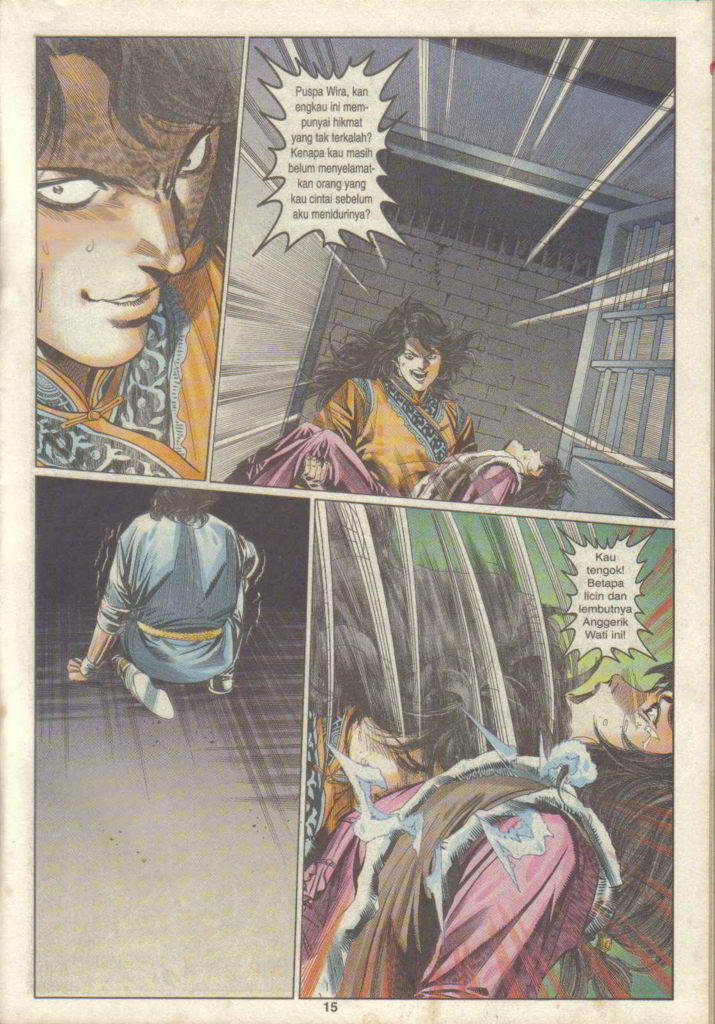 Puspa Wira, kan
engkau ini mem-
punyai hikmat
yang tak terkalah?
Kenapa kau masih
belum menyelamat-
kan orang yang
kau cintai sebelum
aku menidurinya?
Kau
tengok!
Betapa
licin dan
lembutnya
Anggerik
Wati ini!
15